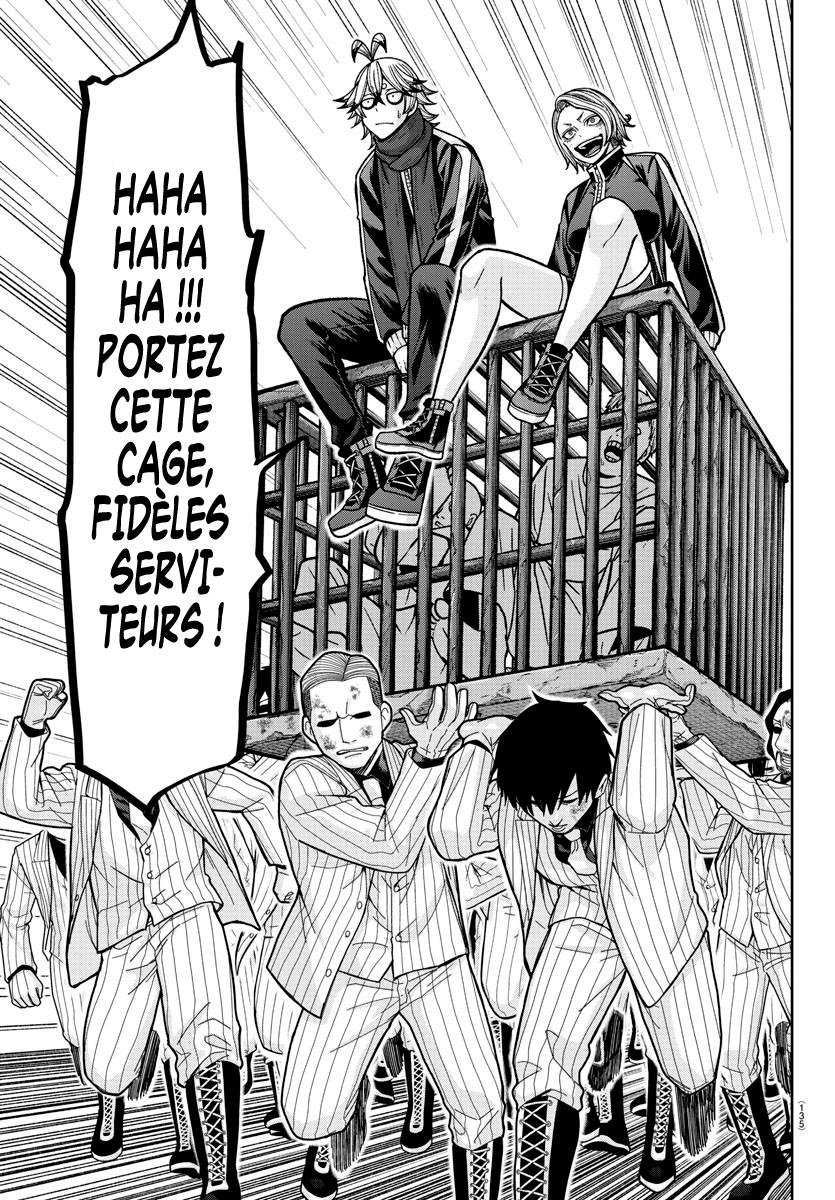 HAHA
HAHA
HA !!!
PORTEZ
CETTE
CAGE,
FIDÈLES
SERVI-
TEURS !
(135)